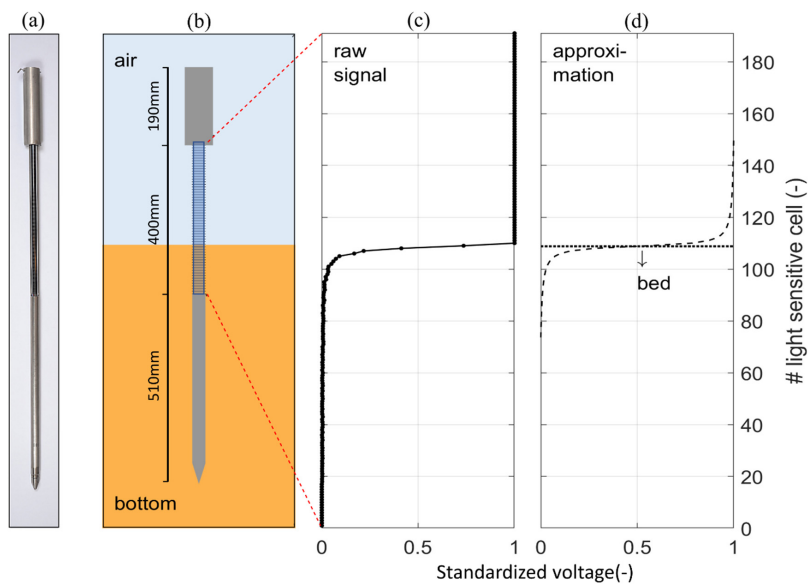 (a)
(b)
(c)
(d)
air
190mm
400mm
510mm
bottom
raw
signal
approxi-
mation
bed
↓
180
160
140
120
100
80
60
40
20
0
# light sensitive cell (-)
0
0.5
1
0
0.5
1
Standardized voltage(-)